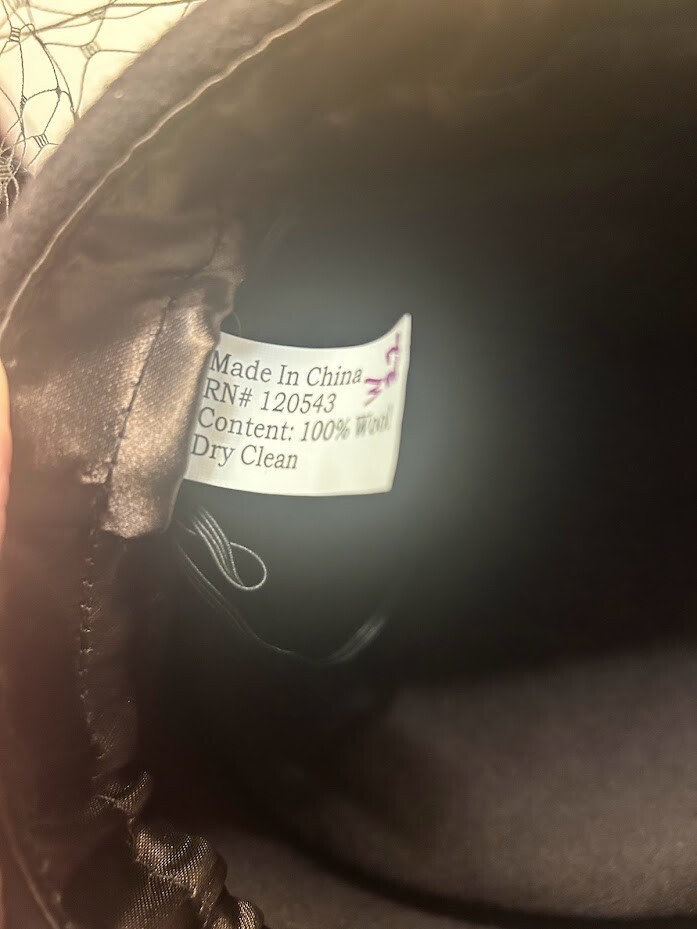 Made In China
RN# 120543
Content: 100% Wool
Dry Clean